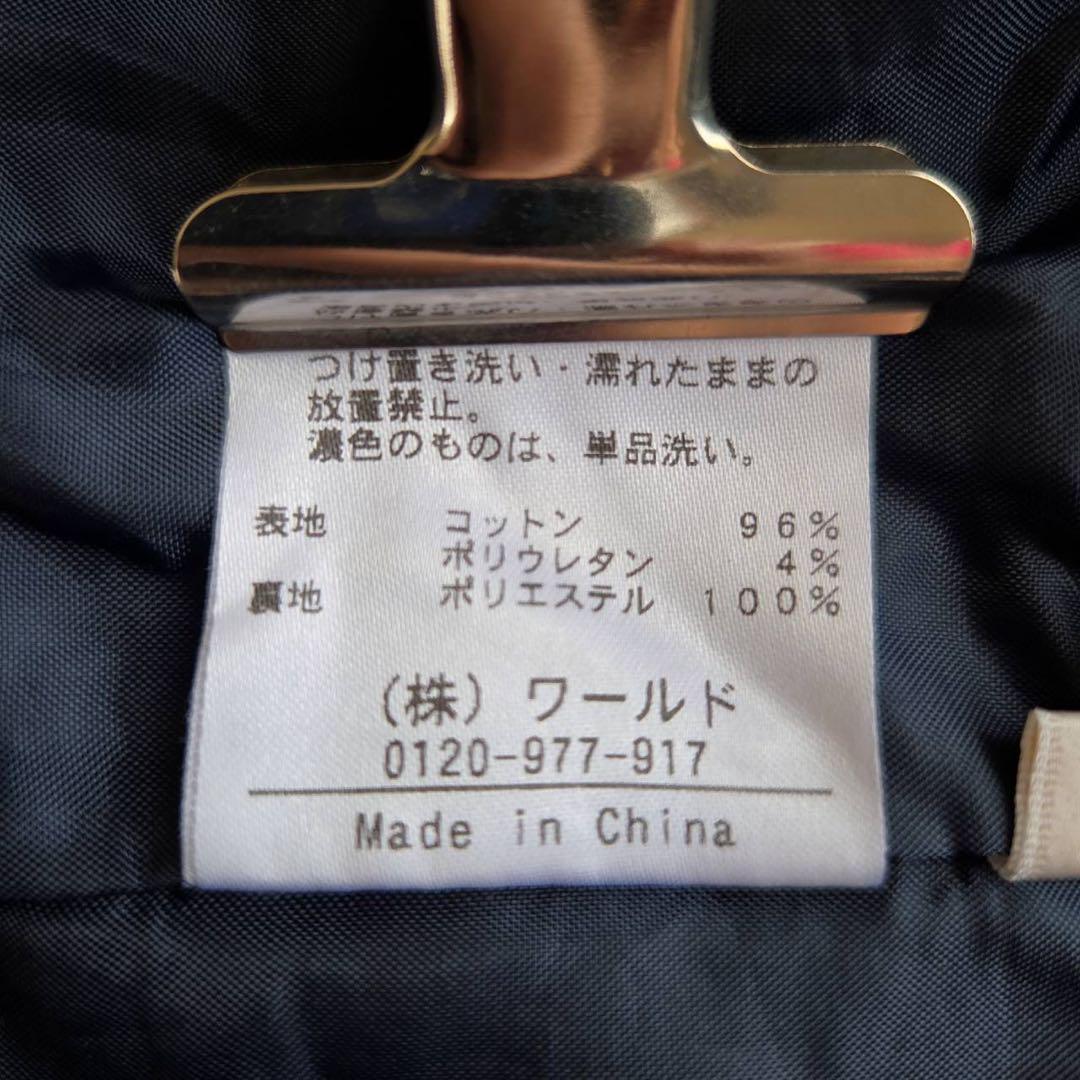 つけ置き洗い・濡れたままの
放置禁止。
濃色のものは、単品洗い。
表地 コットン 96%
ポリウレタン 4%
裏地 ポリエステル 100%
(株) ワールド
0120-977-917
Made in China